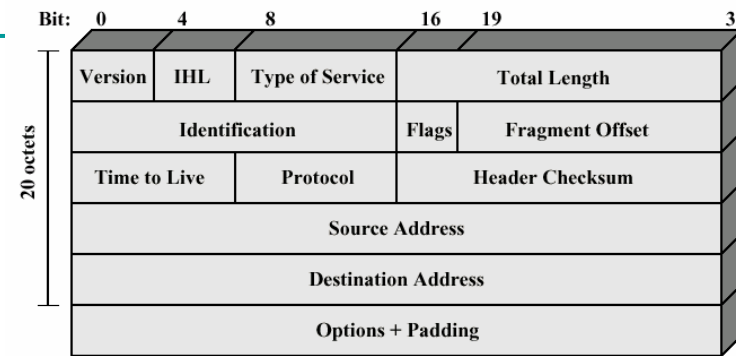 Bit: 0 4 8 16 19 3
Version IHL Type of Service Total Length
Identification Flags Fragment Offset
Time to Live Protocol Header Checksum
Source Address
Destination Address
Options + Padding
20 octets